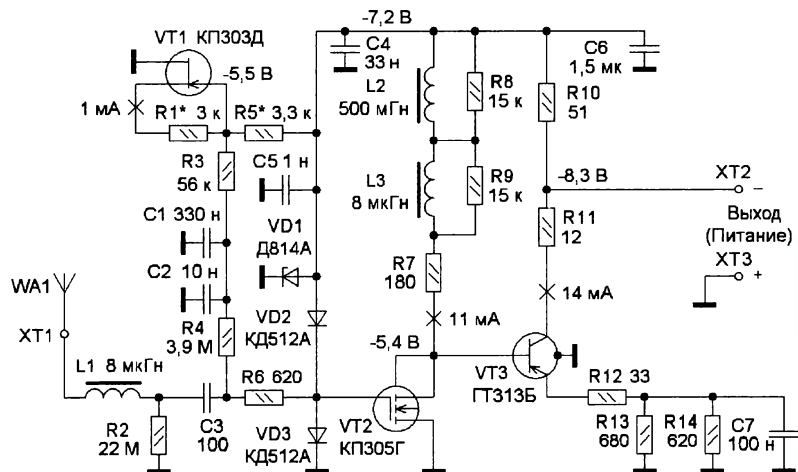 -7,2 В
VT1 КП303Д
-5,5 В
1 мА
R1* 3 к
R5* 3,3 к
C4
33 н
C6
1,5 мк
L2
500 мГн
R8
15 к
R10
51
R3
56 к
C5 1 н
L3
8 мкГн
R9
15 к
-8,3 В
XT2
−
Выход
(Питание)
XT3
+
C1 330 н
VD1
Д814А
R7
180
R11
12
C2 10 н
WA1
XT1
R4
3,9 М
VD2
КД512А
11 мА
14 мА
-5,4 В
L1 8 мкГн
R6 620
VT3
ГТ313Б
R12 33
R2
22 М
C3
100
VD3
КД512А
VT2
КП305Г
R13
680
R14
620
C7
100 н